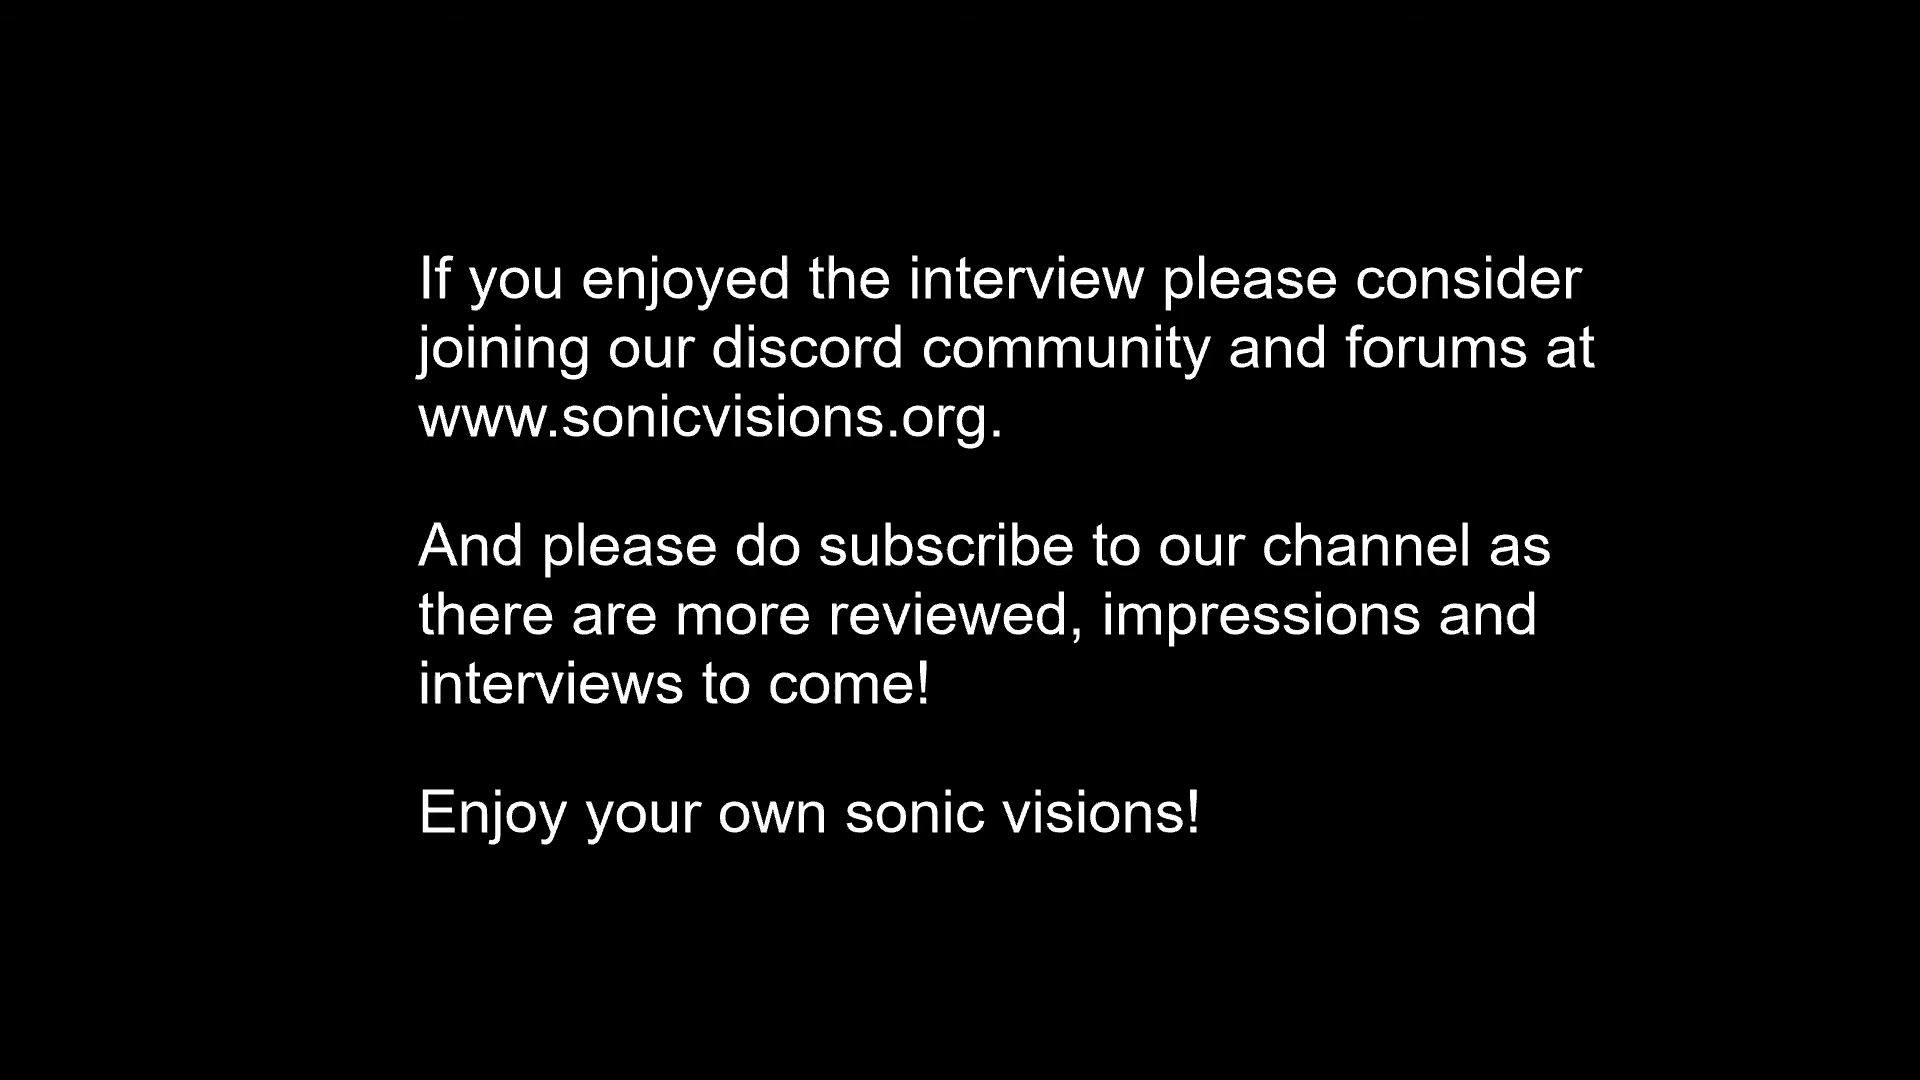 If you enjoyed the interview please consider
joining our discord community and forums at
www.sonicvisions.org.
And please do subscribe to our channel as
there are more reviewed, impressions and
interviews to come!
Enjoy your own sonic visions!